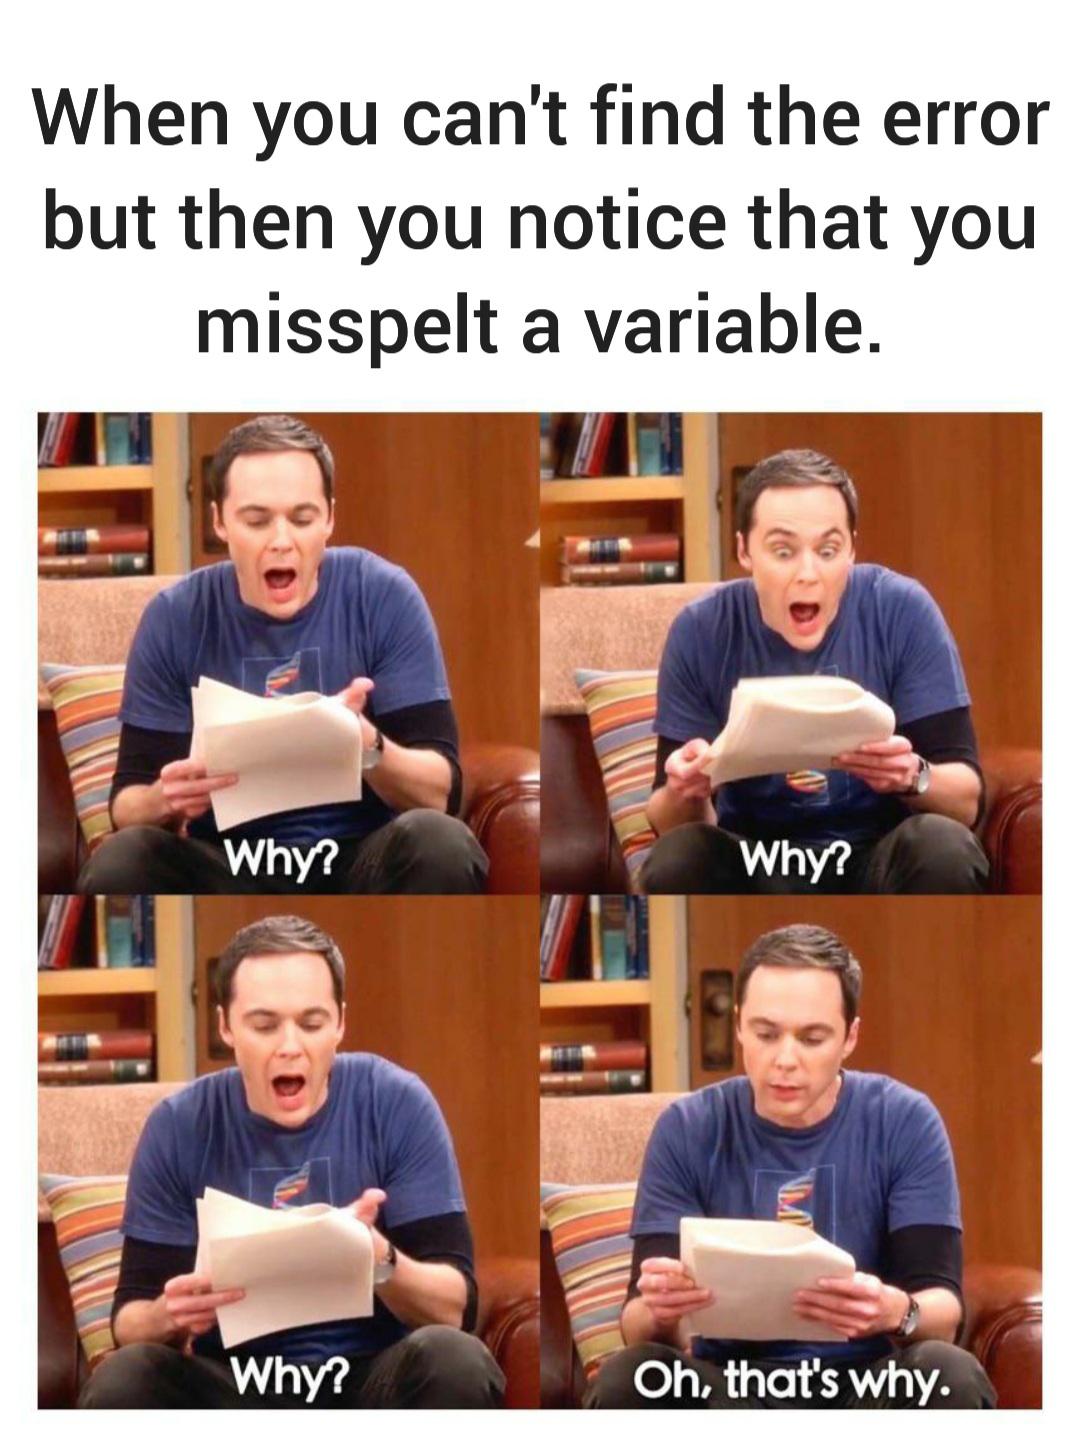 When you can't find the error
but then you notice that you
misspelt a variable.
Why?
Why?
Why?
Oh, that's why.